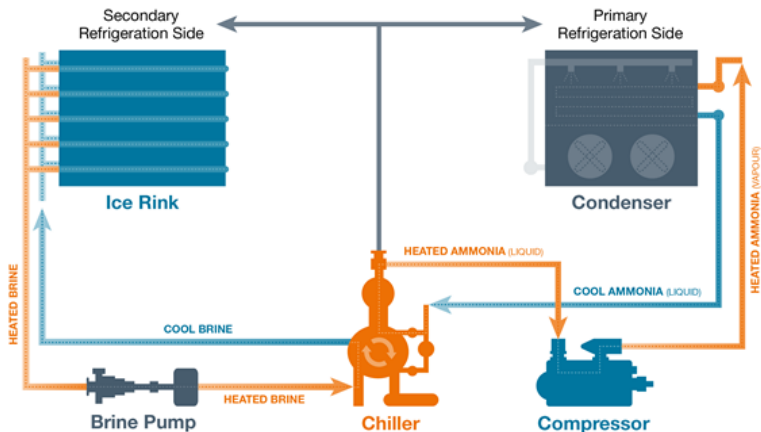 Secondary
Refrigeration Side
Primary
Refrigeration Side
Ice Rink
Condenser
HEATED AMMONIA (VAPOUR)
HEATED AMMONIA (LIQUID)
COOL AMMONIA (LIQUID)
HEATED BRINE
COOL BRINE
HEATED BRINE
Brine Pump
Chiller
Compressor